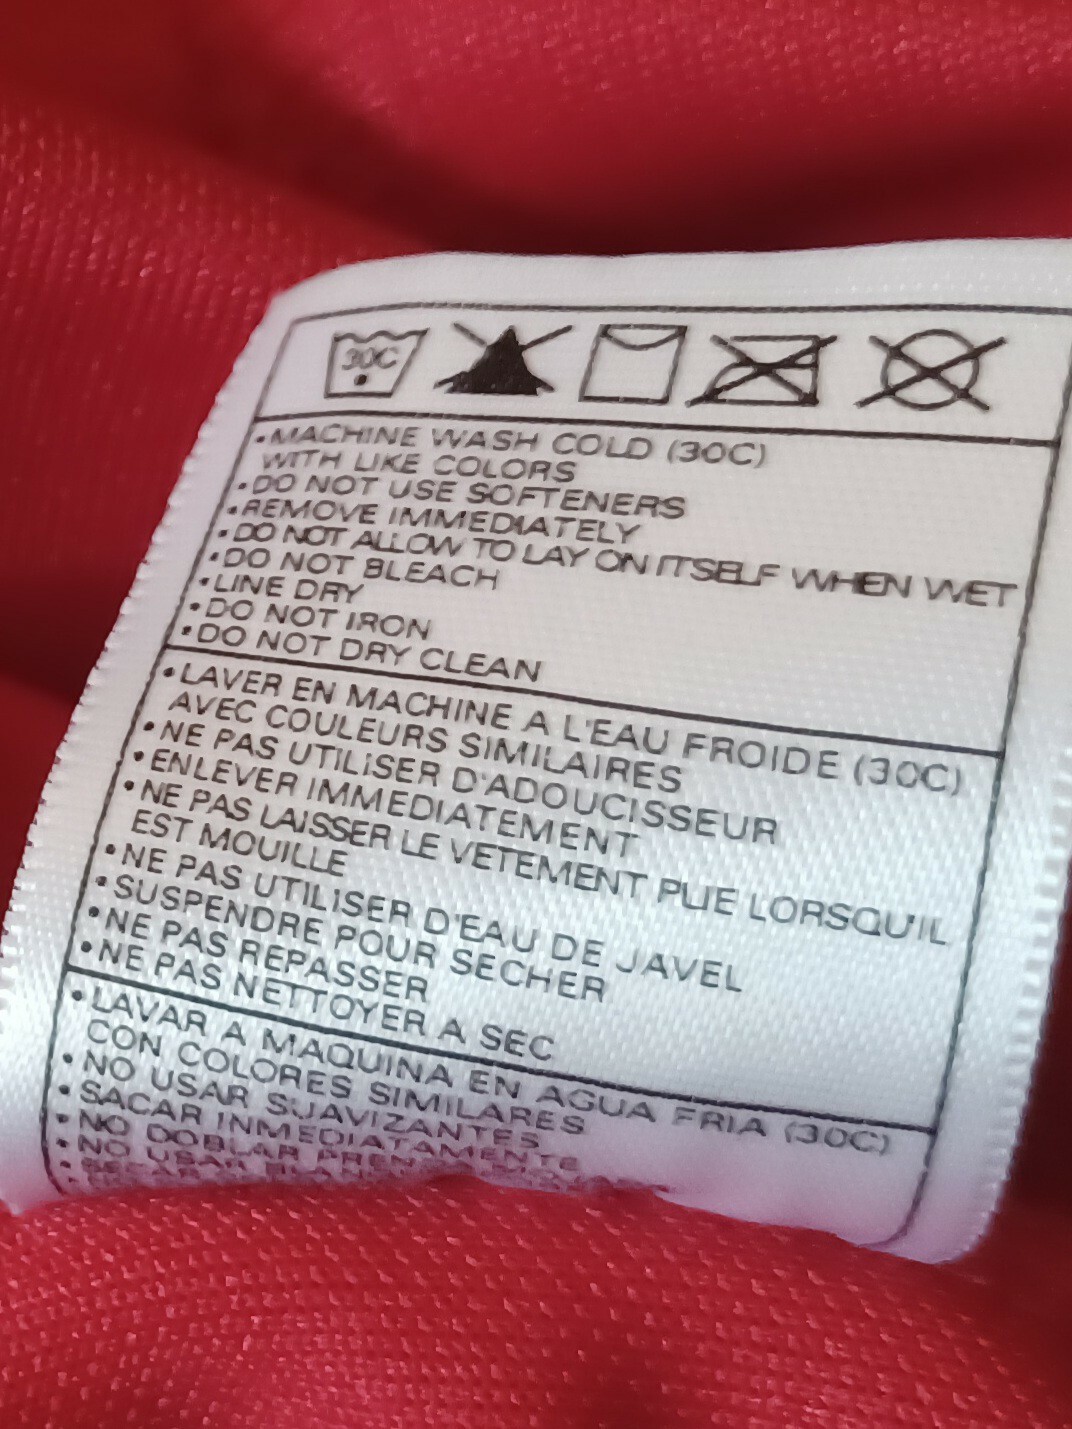 30C
•MACHINE WASH COLD (30C)
WITH LIKE COLORS
•DO NOT USE SOFTENERS
•REMOVE IMMEDIATELY
•DO NOT ALLOW TO LAY ON ITSELF WHEN WET
•DO NOT BLEACH
•LINE DRY
•DO NOT IRON
•DO NOT DRY CLEAN
•LAVER EN MACHINE A L'EAU FROIDE (30C)
AVEC COULEURS SIMILAIRES
•NE PAS UTILISER D'ADOUCISSEUR
•ENLEVER IMMEDIATEMENT
•NE PAS LAISSER LE VETEMENT PLIE LORSQU'IL
EST MOUILLE
•NE PAS UTILISER D'EAU DE JAVEL
•SUSPENDRE POUR SECHER
•NE PAS REPASSER
•NE PAS NETTOYER A SEC
•LAVAR A MAQUINA EN AGUA FRIA (30C)
CON COLORES SIMILARES
•NO USAR SUAVIZANTES
•SACAR INMEDIATAMENTE
•NO DOBLAR
•NO USAR